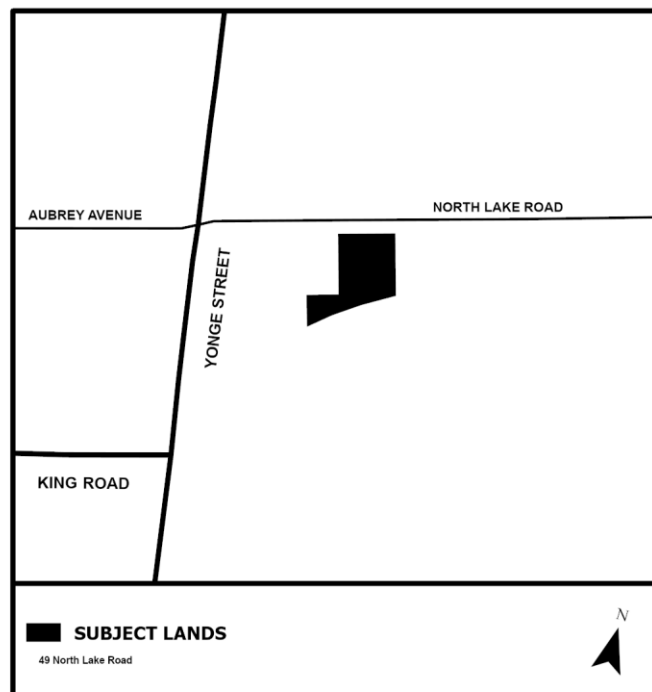 AUBREY AVENUE
NORTH LAKE ROAD
YONGE STREET
KING ROAD
SUBJECT LANDS
49 North Lake Road
N